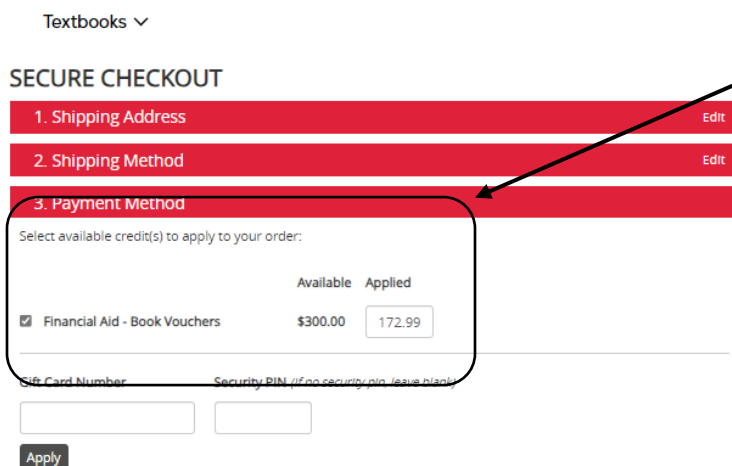 Textbooks
SECURE CHECKOUT
1. Shipping Address Edit
2. Shipping Method Edit
3. Payment Method
Select available credit(s) to apply to your order:
Available Applied
Financial Aid - Book Vouchers $300.00 172.99
Gift Card Number Security PIN (If no security pin, leave blank)
Apply